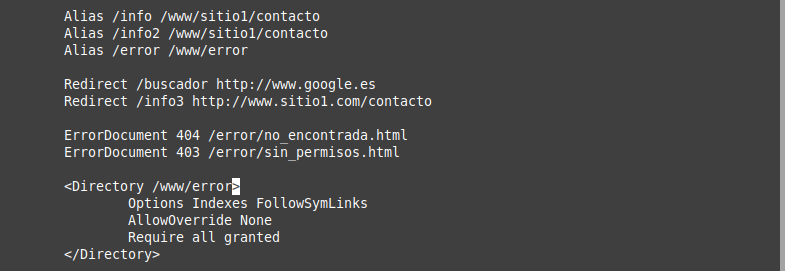 Alias /info /www/sitio1/contacto
Alias /info2 /www/sitio1/contacto
Alias /error /www/error
Redirect /buscador http://www.google.es
Redirect /info3 http://www.sitio1.com/contacto
ErrorDocument 404 /error/no_encontrada.html
ErrorDocument 403 /error/sin_permisos.html
<Directory /www/error>
Options Indexes FollowSymLinks
AllowOverride None
Require all granted
</Directory>